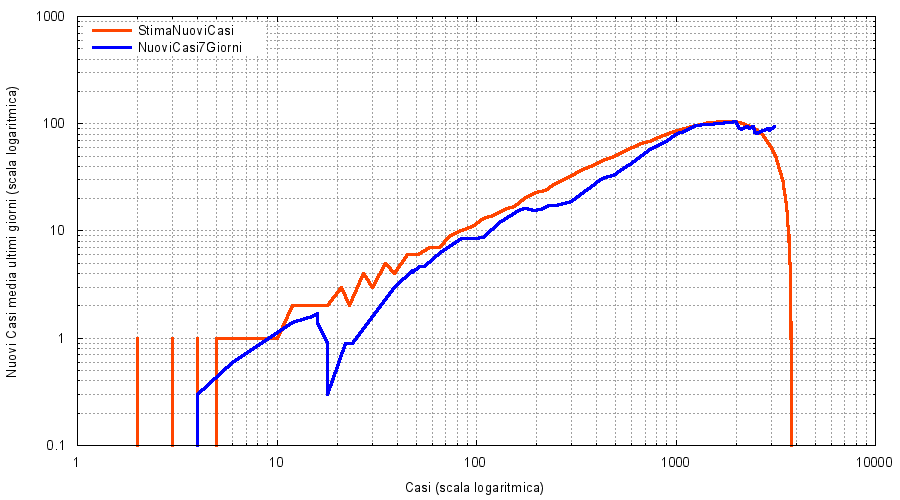 1000
StimaNuoviCasi
NuoviCasi7Giorni
100
10
1
0.1
Nuovi Casi media ultimi giorni (scala logaritmica)
1 10 100 1000 10000
Casi (scala logaritmica)